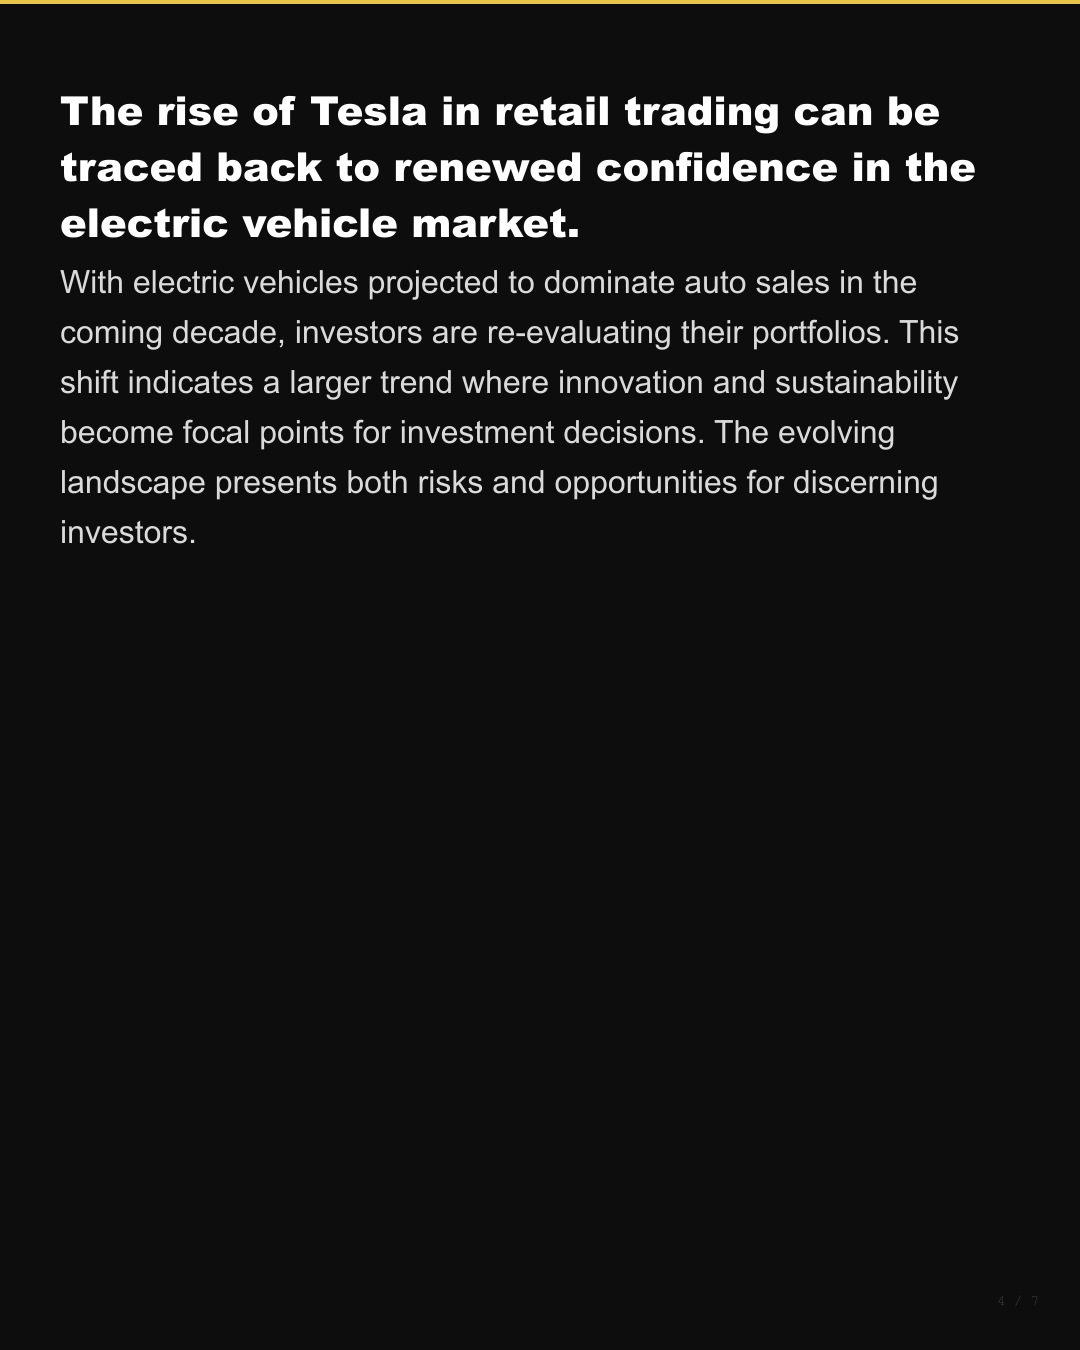 The rise of Tesla in retail trading can be
traced back to renewed confidence in the
electric vehicle market.
With electric vehicles projected to dominate auto sales in the
coming decade, investors are re-evaluating their portfolios. This
shift indicates a larger trend where innovation and sustainability
become focal points for investment decisions. The evolving
landscape presents both risks and opportunities for discerning
investors.
4 / 7